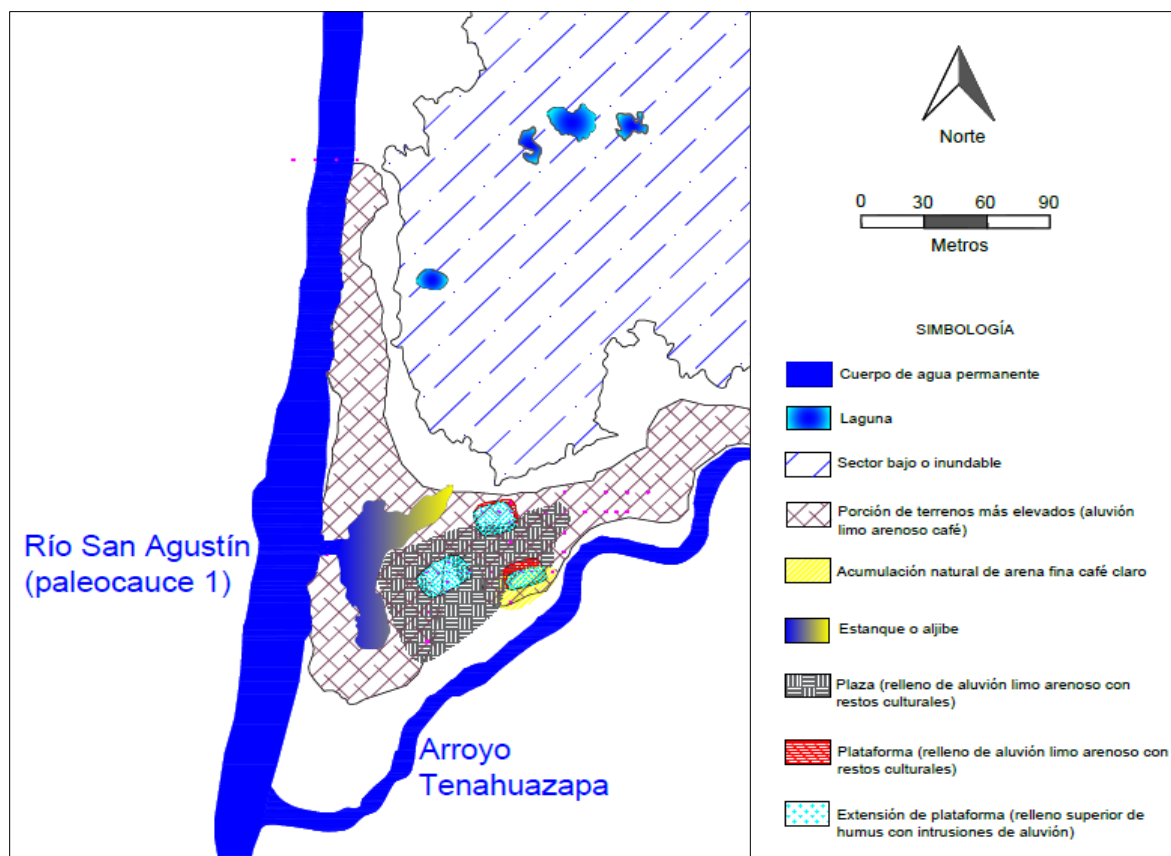 Norte
0 30 60 90
Metros
SIMBOLOGÍA
Cuerpo de agua permanente
Laguna
Sector bajo o inundable
Porción de terrenos más elevados (aluvión
limo arenoso café)
Acumulación natural de arena fina café claro
Estanque o aljibe
Plaza (relleno de aluvión limo arenoso con
restos culturales)
Plataforma (relleno de aluvión limo arenoso con
restos culturales)
Extensión de plataforma (relleno superior de
humus con intrusiones de aluvión)
Río San Agustín
(paleocauce 1)
Arroyo
Tenahuazapa